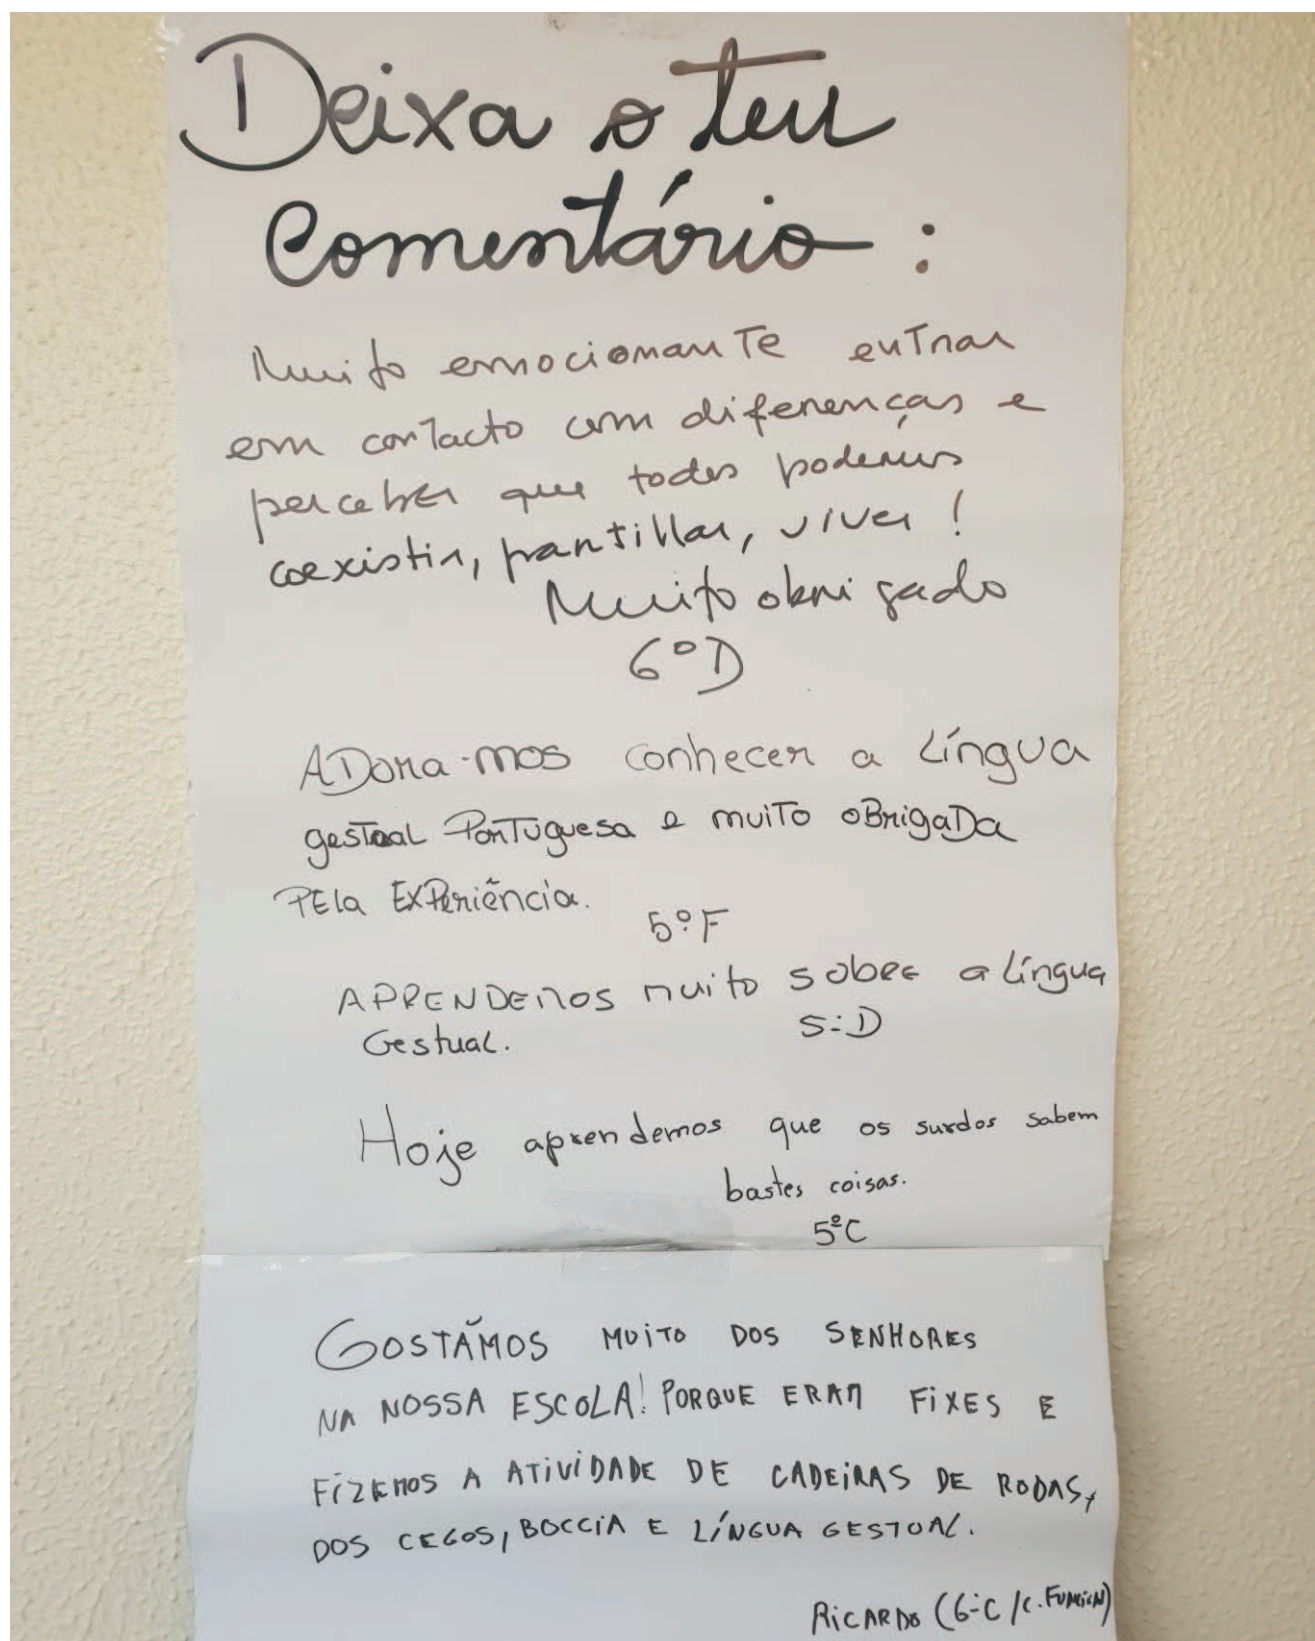 Deixa o teu
Comentário :
Muito emocionante entrar
em contacto com diferenças e
perceber que todos podemos
coexistir, partillar, viver !
Muito obrigado
6ºD
ADora-mos conhecer a Língua
gestual Portuguesa e muito oBrigaDa
PEla ExPeriência.
5ºF
APRENDEMOS muito sobre a Língua
Gestual. 5:D
Hoje aprendemos que os surdos sabem
bastes coisas.
5ºC
GOSTÃMOS MUITO DOS SENHORES
NA NOSSA ESCOLA! PORQUE ERAM FIXES E
FIZEMOS A ATIVIDADE DE CADEIRAS DE RODAS,
DOS CEGOS, BOCCIA E LÍNGUA GESTUAL.
RICARDO (6-C /C.